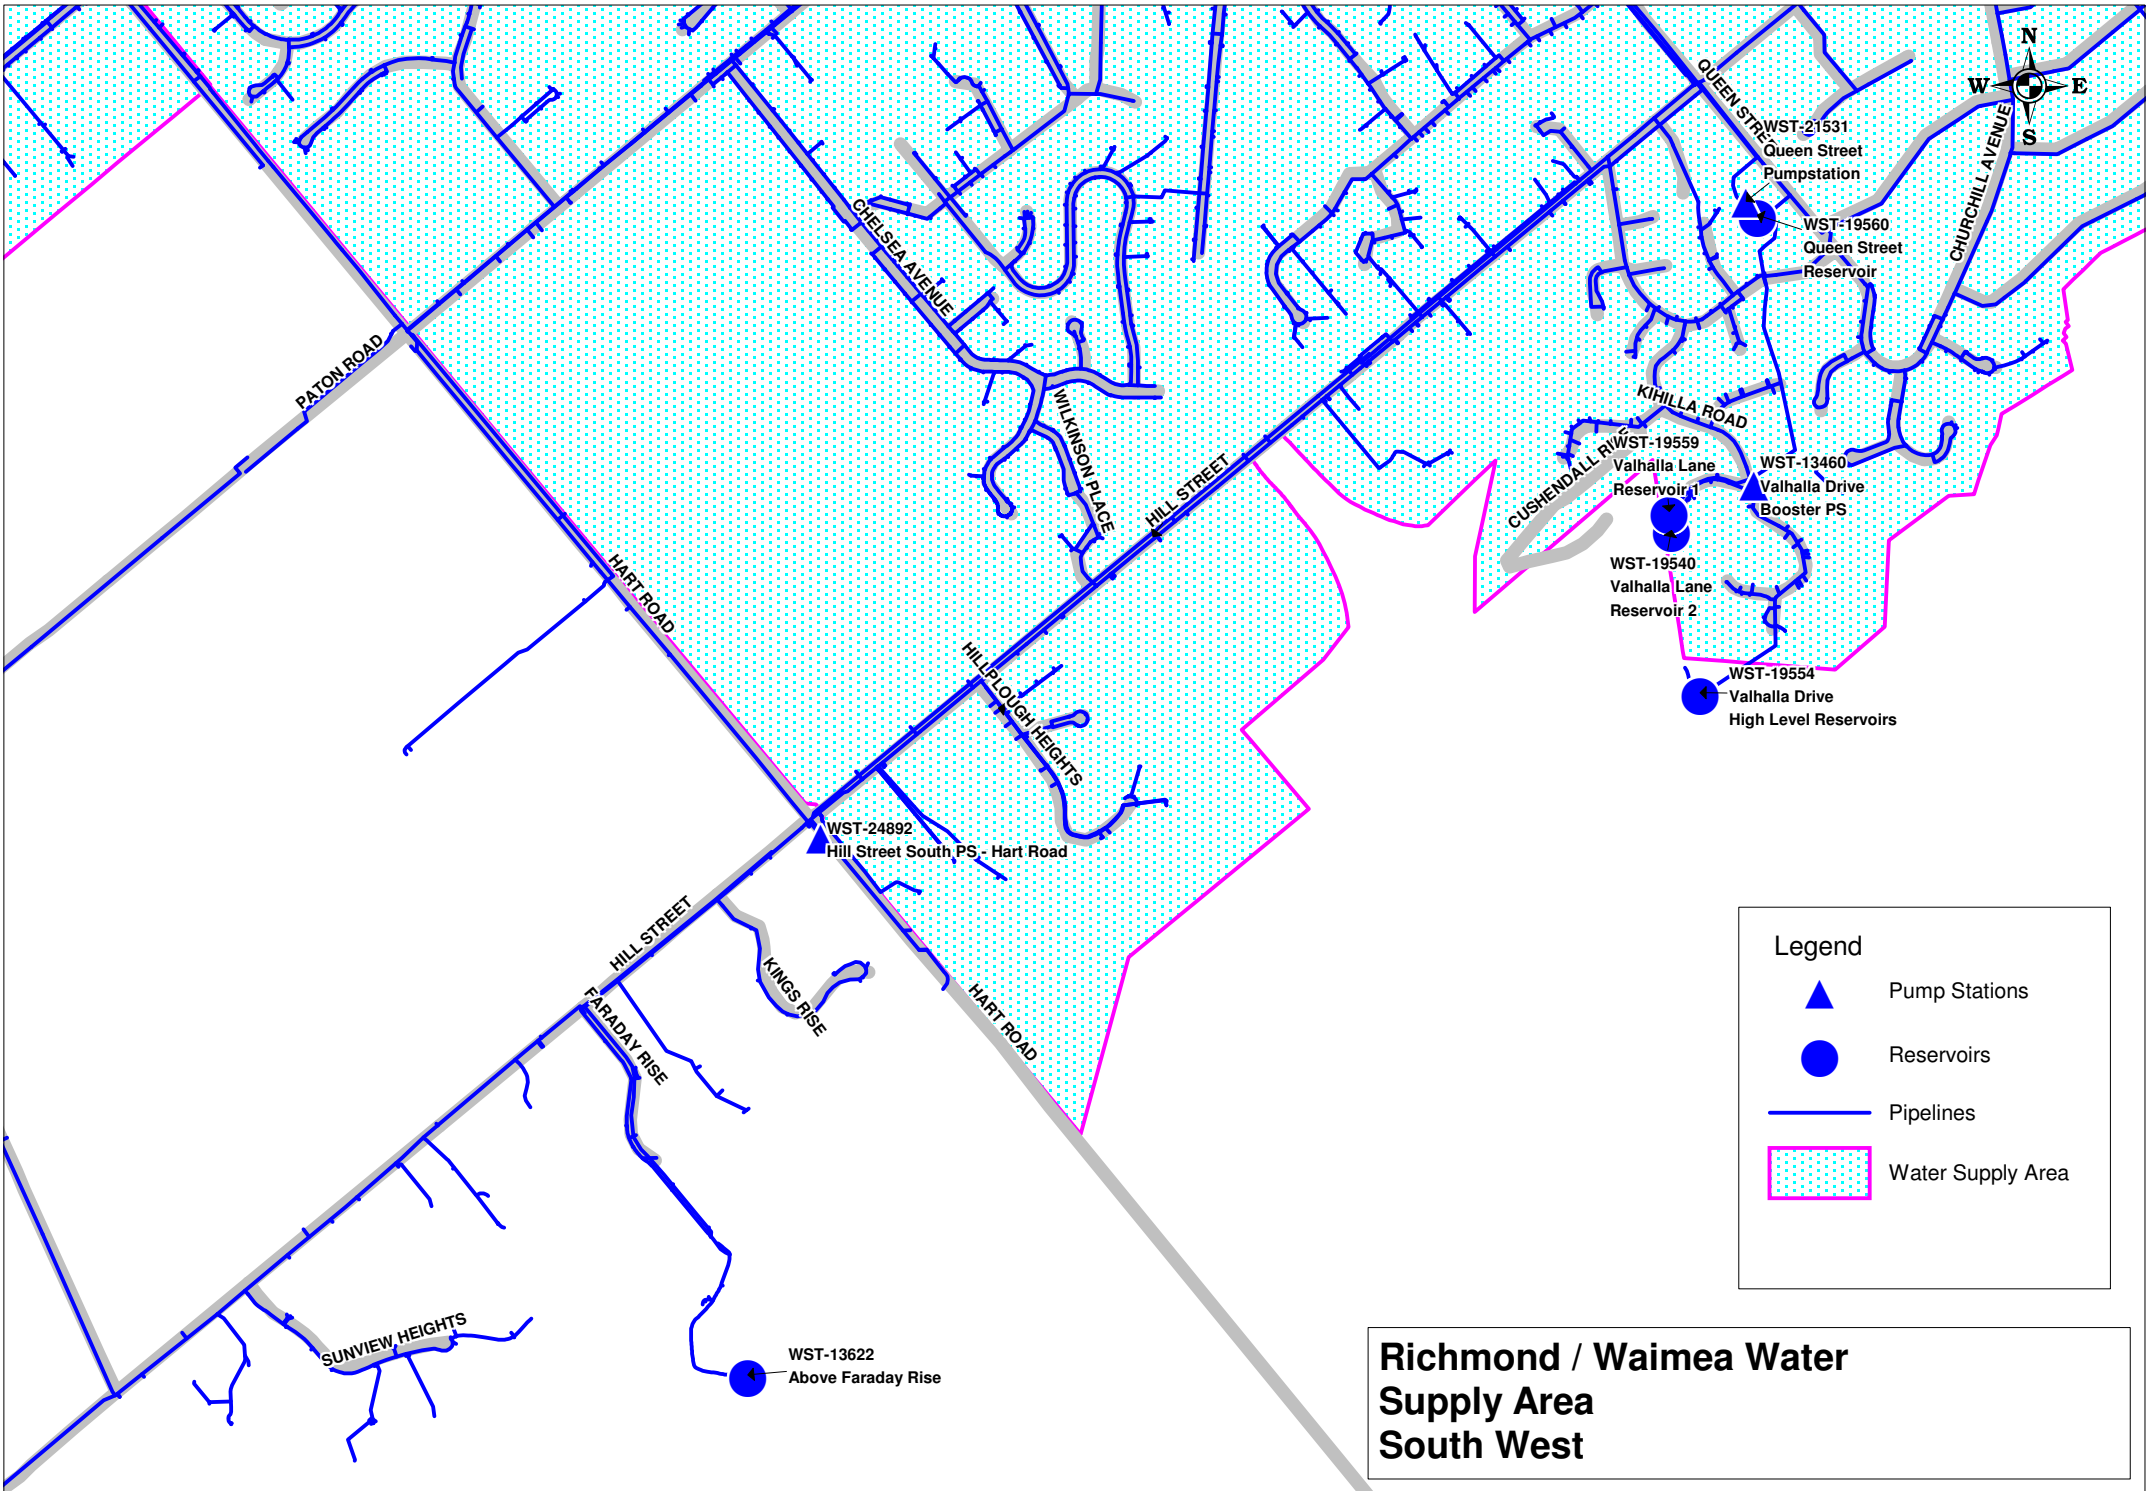 N
W E
S
QUEEN STREET
WST-21531
Queen Street
Pumpstation
CHURCHILL AVENUE
WST-19560
Queen Street
Reservoir
CHELSEA AVENUE
PATON ROAD
WILKINSON PLACE
KIHILLA ROAD
CUSHENDALL RISE
WST-19559
Valhalla Lane
Reservoir 1
WST-13460
Valhalla Drive
Booster PS
HILL STREET
HART ROAD
WST-19540
Valhalla Lane
Reservoir 2
HILLPLOUGH HEIGHTS
WST-19554
Valhalla Drive
High Level Reservoirs
WST-24892
Hill Street South PS - Hart Road
HILL STREET
KINGS RISE
FARADAY RISE
HART ROAD
SUNVIEW HEIGHTS
WST-13622
Above Faraday Rise
Legend
Pump Stations
Reservoirs
Pipelines
Water Supply Area
Richmond / Waimea Water
Supply Area
South West